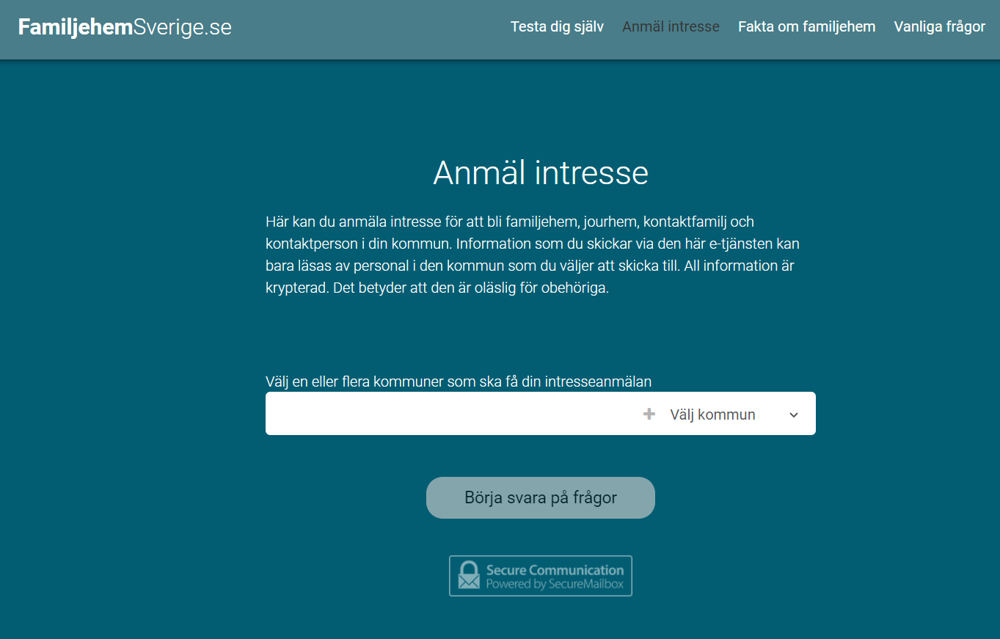 FamiljehemSverige.se
Testa dig själv
Anmäl intresse
Fakta om familjehem
Vanliga frågor
Anmäl intresse
Här kan du anmäla intresse för att bli familjehem, jourhem, kontaktfamilj och
kontaktperson i din kommun. Information som du skickar via den här e-tjänsten kan
bara läsas av personal i den kommun som du väljer att skicka till. All information är
krypterad. Det betyder att den är oläslig för obehöriga.
Välj en eller flera kommuner som ska få din intresseanmälan
Välj kommun
Börja svara på frågor
Secure Communication
Powered by SecureMailbox